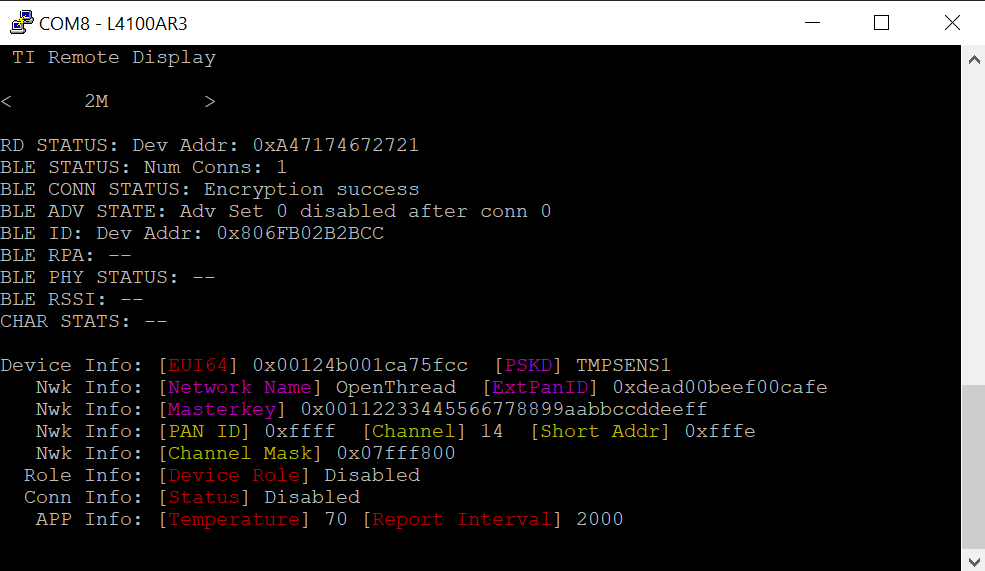 COM8 - L4100AR3
TI Remote Display
< 2M >
RD STATUS: Dev Addr: 0xA47174672721
BLE STATUS: Num Conns: 1
BLE CONN STATUS: Encryption success
BLE ADV STATE: Adv Set 0 disabled after conn 0
BLE ID: Dev Addr: 0x806FB02B2BCC
BLE RPA: --
BLE PHY STATUS: --
BLE RSSI: --
CHAR STATS: --
Device Info: [EUI64] 0x00124b001ca75fcc [PSKD] TMPSENS1
Nwk Info: [Network Name] OpenThread [ExtPanID] 0xdead00beef00cafe
Nwk Info: [Masterkey] 0x00112233445566778899aabbccddeeff
Nwk Info: [PAN ID] 0xffff [Channel] 14 [Short Addr] 0xfffe
Nwk Info: [Channel Mask] 0x07fff800
Role Info: [Device Role] Disabled
Conn Info: [Status] Disabled
APP Info: [Temperature] 70 [Report Interval] 2000